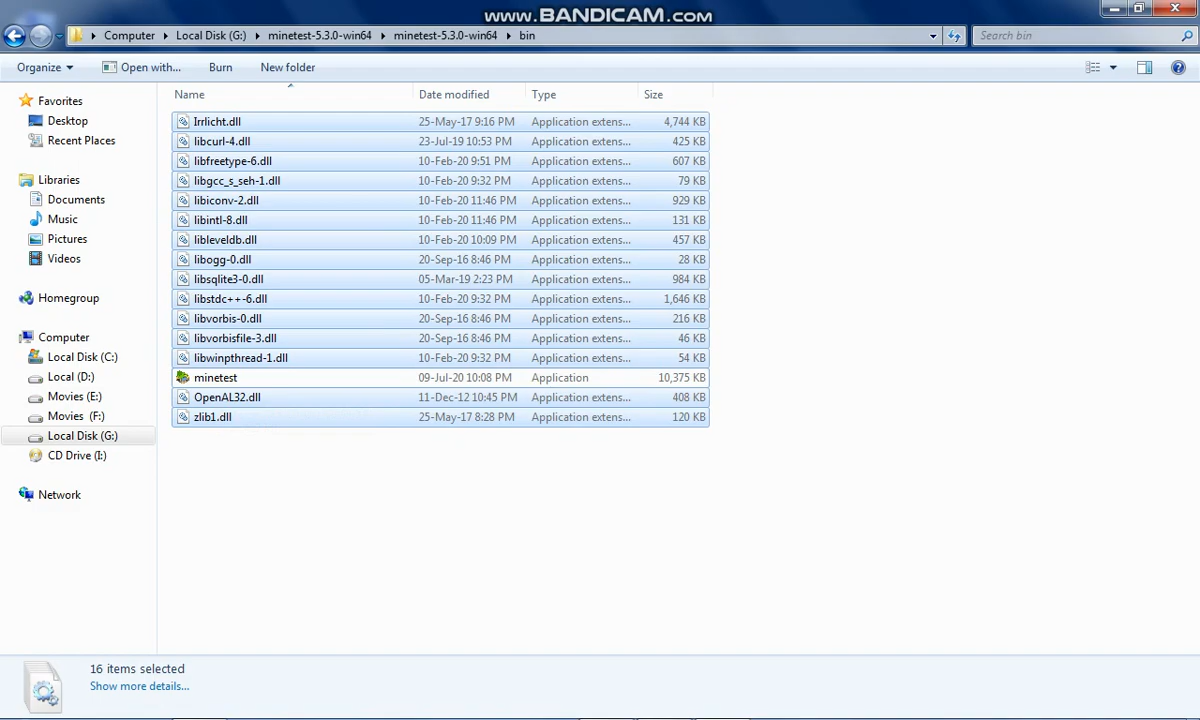 www.BANDICAM.com
Computer Local Disk (G:) minetest-5.3.0-win64 minetest-5.3.0-win64 bin Search bin
Organize Open with... Burn New folder
Name Date modified Type Size
Favorites
Desktop
Recent Places
Libraries
Documents
Music
Pictures
Videos
Homegroup
Computer
Local Disk (C:)
Local (D:)
Movies (E:)
Movies (F:)
Local Disk (G:)
CD Drive (I:)
Network
Irrlicht.dll 25-May-17 9:16 PM Application extens... 4,744 KB
libcurl-4.dll 23-jul-19 10:53 PM Application extens... 425 KB
libfreetype-6.dll 10-Feb-20 9:51 PM Application extens... 607 KB
libgcc_s_seh-1.dll 10-Feb-20 9:32 PM Application extens... 79 KB
libiconv-2.dll 10-Feb-20 11:46 PM Application extens... 929 KB
libintl-8.dll 10-Feb-20 11:46 PM Application extens... 131 KB
libleveldb.dll 10-Feb-20 10:09 PM Application extens... 457 KB
libogg-0.dll 20-Sep-16 8:46 PM Application extens... 28 KB
libsqlite3-0.dll 05-Mar-19 2:23 PM Application extens... 984 KB
libstdc++-6.dll 10-Feb-20 9:32 PM Application extens... 1,646 KB
libvorbis-0.dll 20-Sep-16 8:46 PM Application extens... 216 KB
libvorbisfile-3.dll 20-Sep-16 8:46 PM Application extens... 46 KB
libwinpthread-1.dll 10-Feb-20 9:32 PM Application extens... 54 KB
minetest 09-Jul-20 10:08 PM Application 10,375 KB
OpenAL32.dll 11-Dec-12 10:45 PM Application extens... 408 KB
zlib1.dll 25-May-17 8:28 PM Application extens... 120 KB
16 items selected
Show more details...